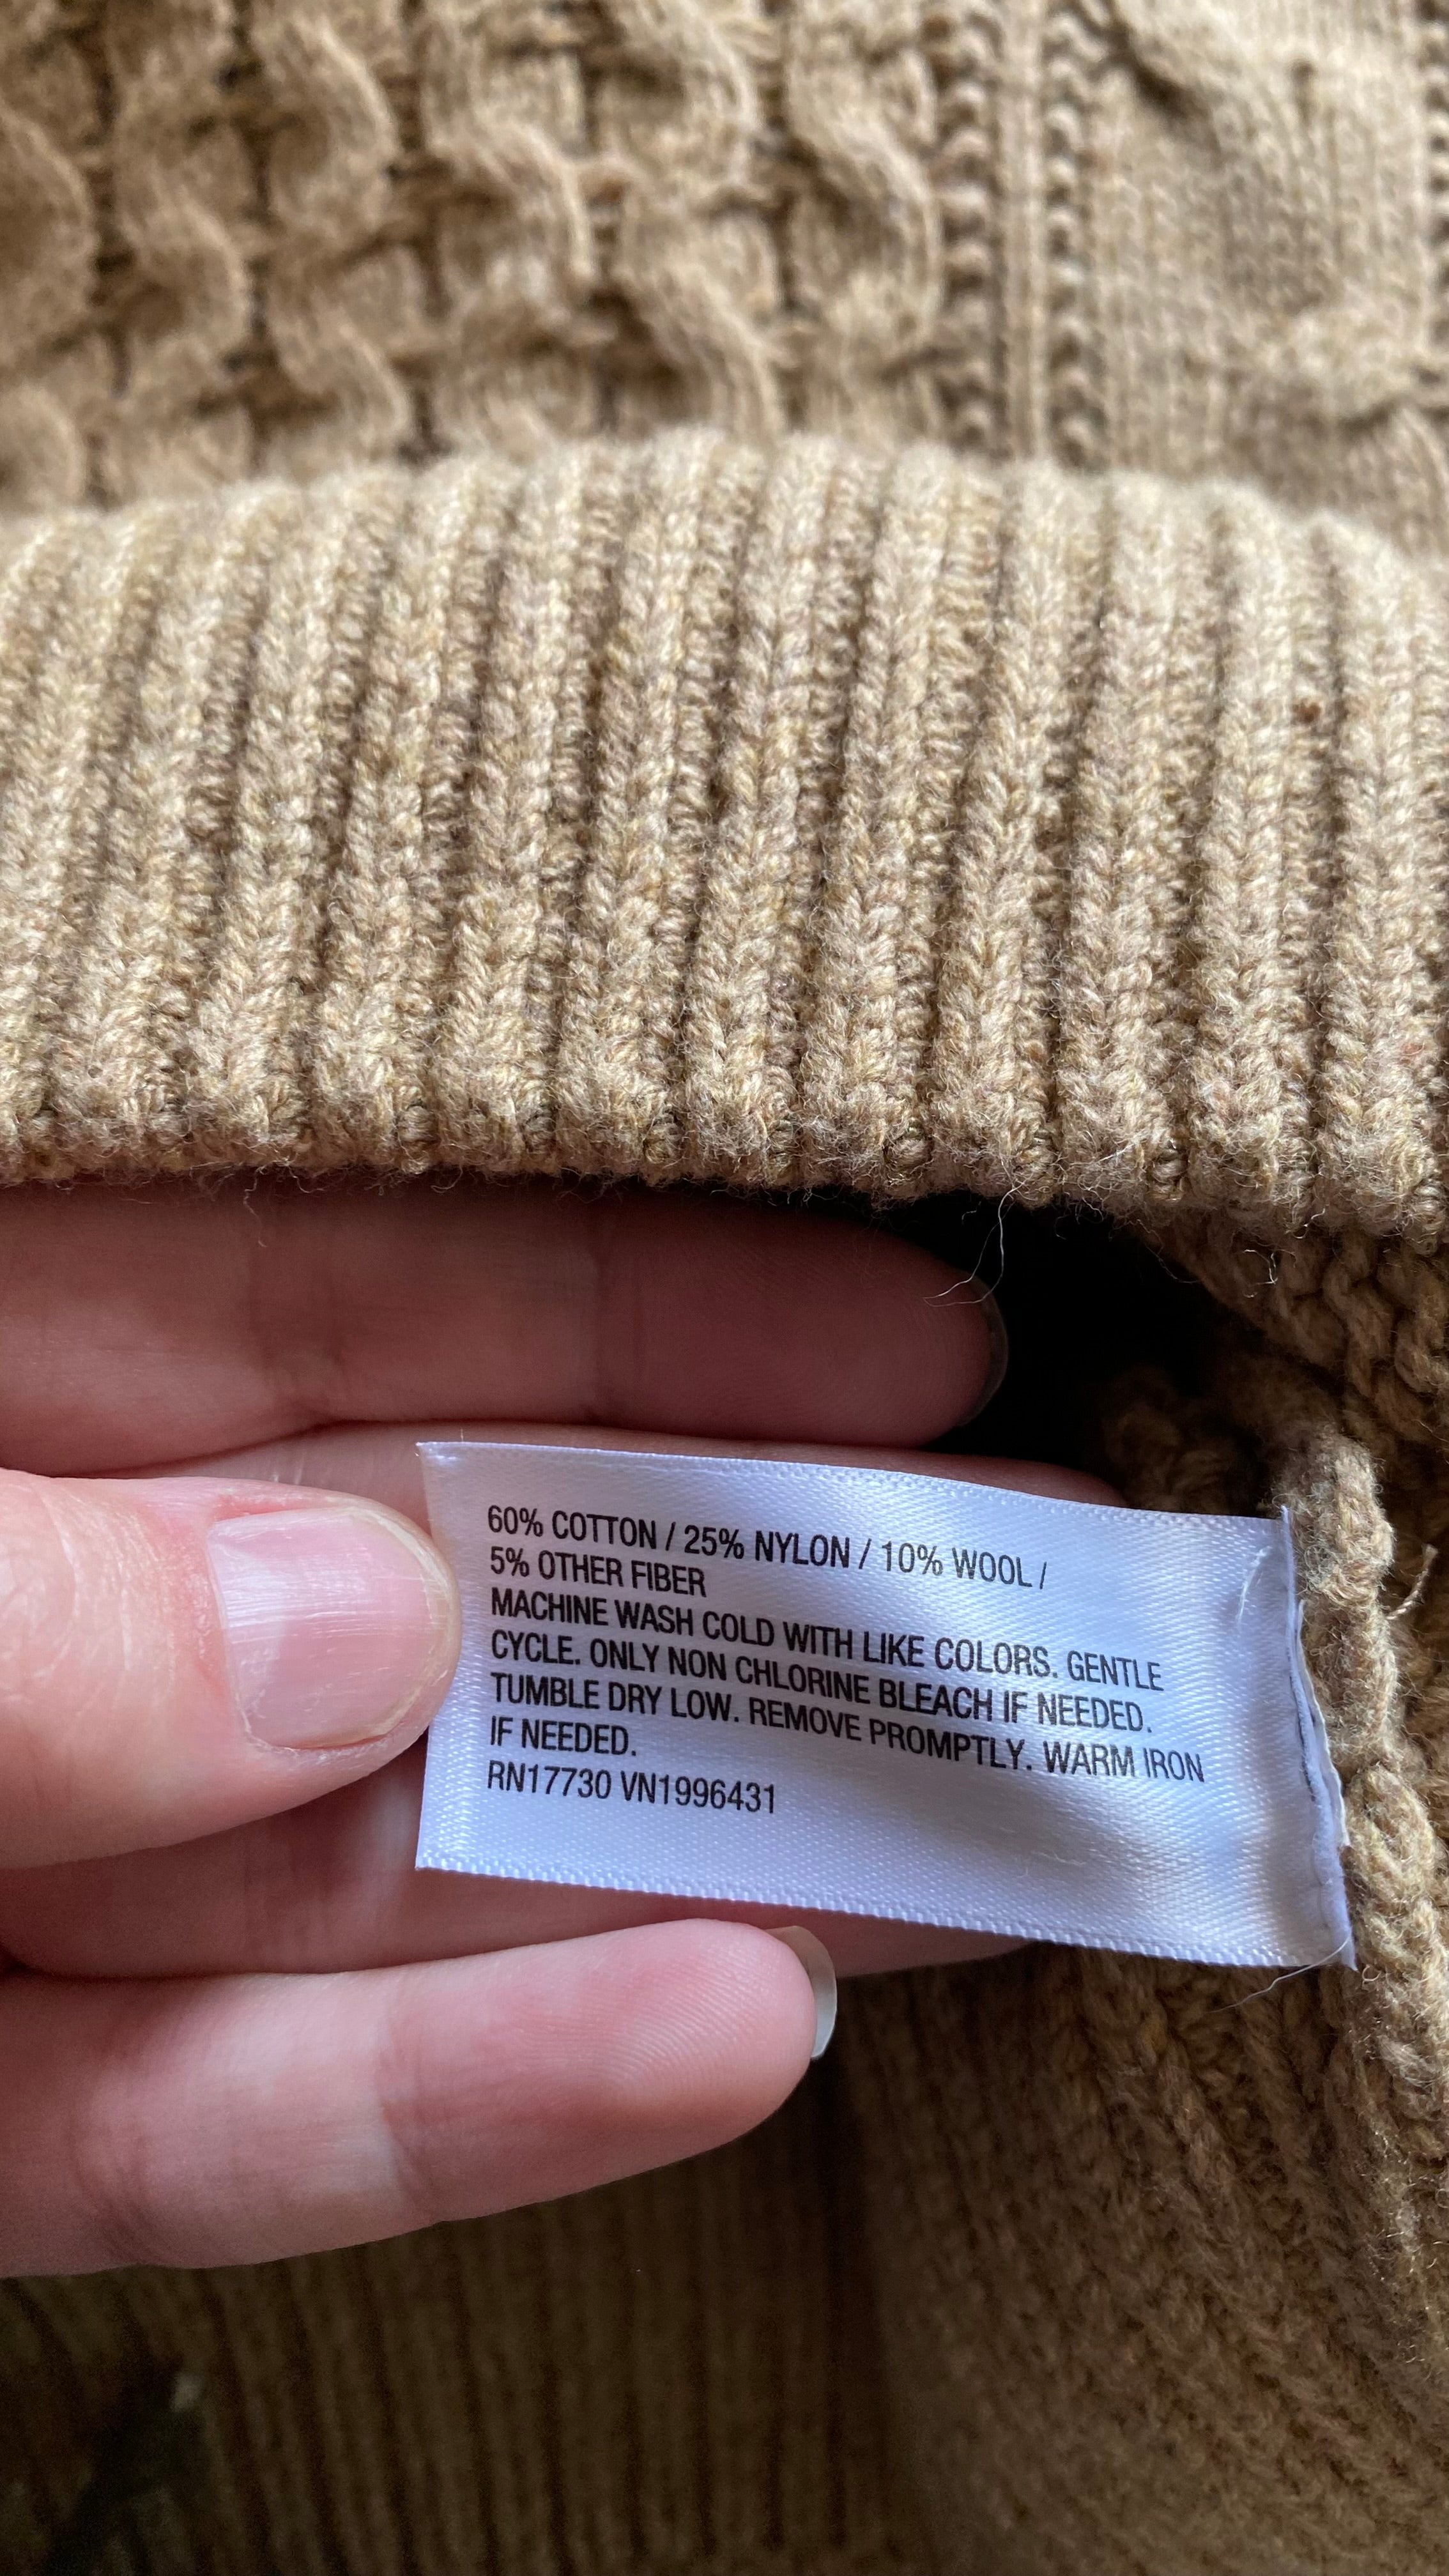 60% COTTON / 25% NYLON / 10% WOOL /
5% OTHER FIBER
MACHINE WASH COLD WITH LIKE COLORS. GENTLE
CYCLE. ONLY NON CHLORINE BLEACH IF NEEDED.
TUMBLE DRY LOW. REMOVE PROMPTLY. WARM IRON
IF NEEDED.
RN17730 VN1996431